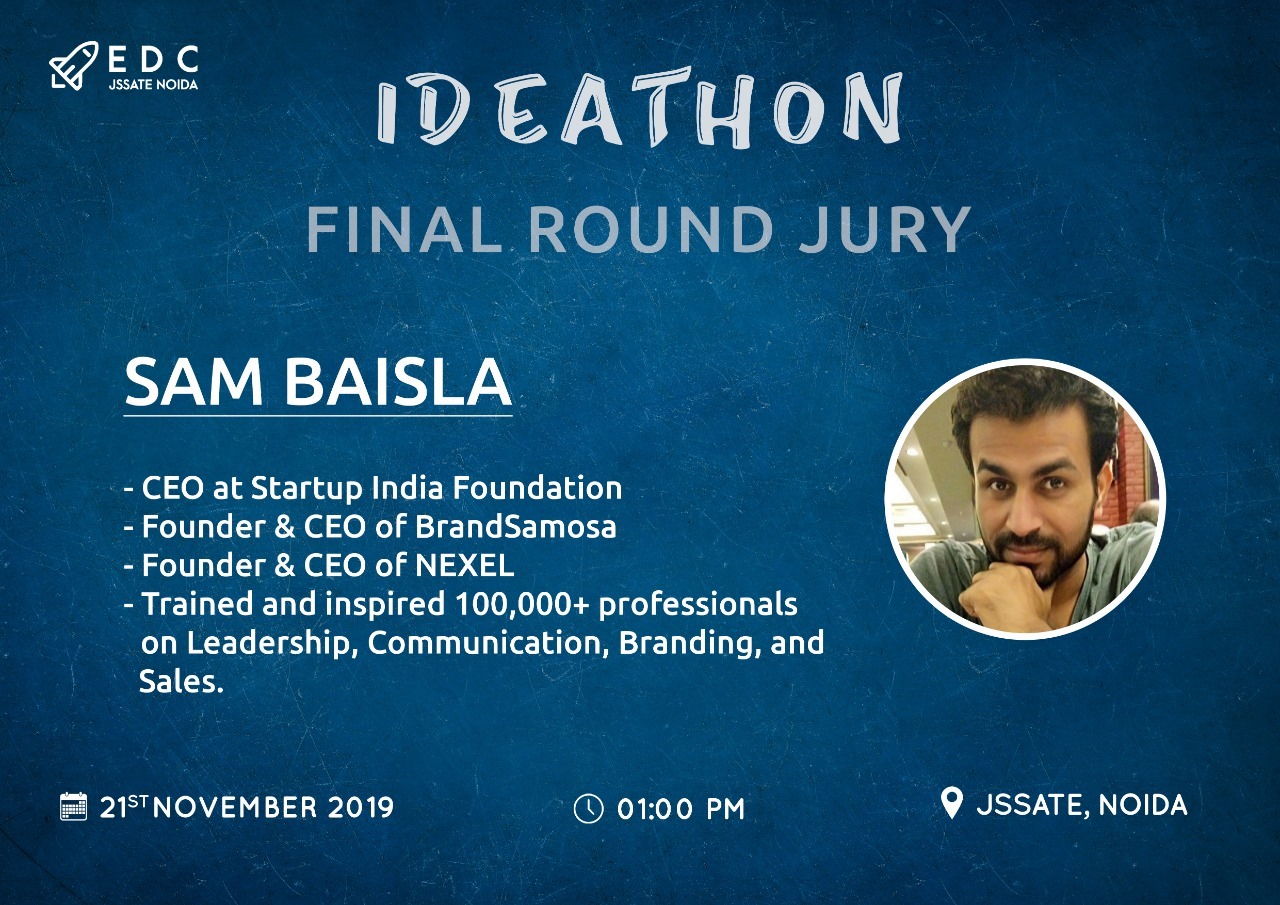 EDC
JSSATE NOIDA
IDEATHON
FINAL ROUND JURY
SAM BAISLA
- CEO at Startup India Foundation
- Founder & CEO of BrandSamosa
- Founder & CEO of NEXEL
- Trained and inspired 100,000+ professionals
on Leadership, Communication, Branding, and
Sales.
21ST NOVEMBER 2019
01:00 PM
JSSATE, NOIDA